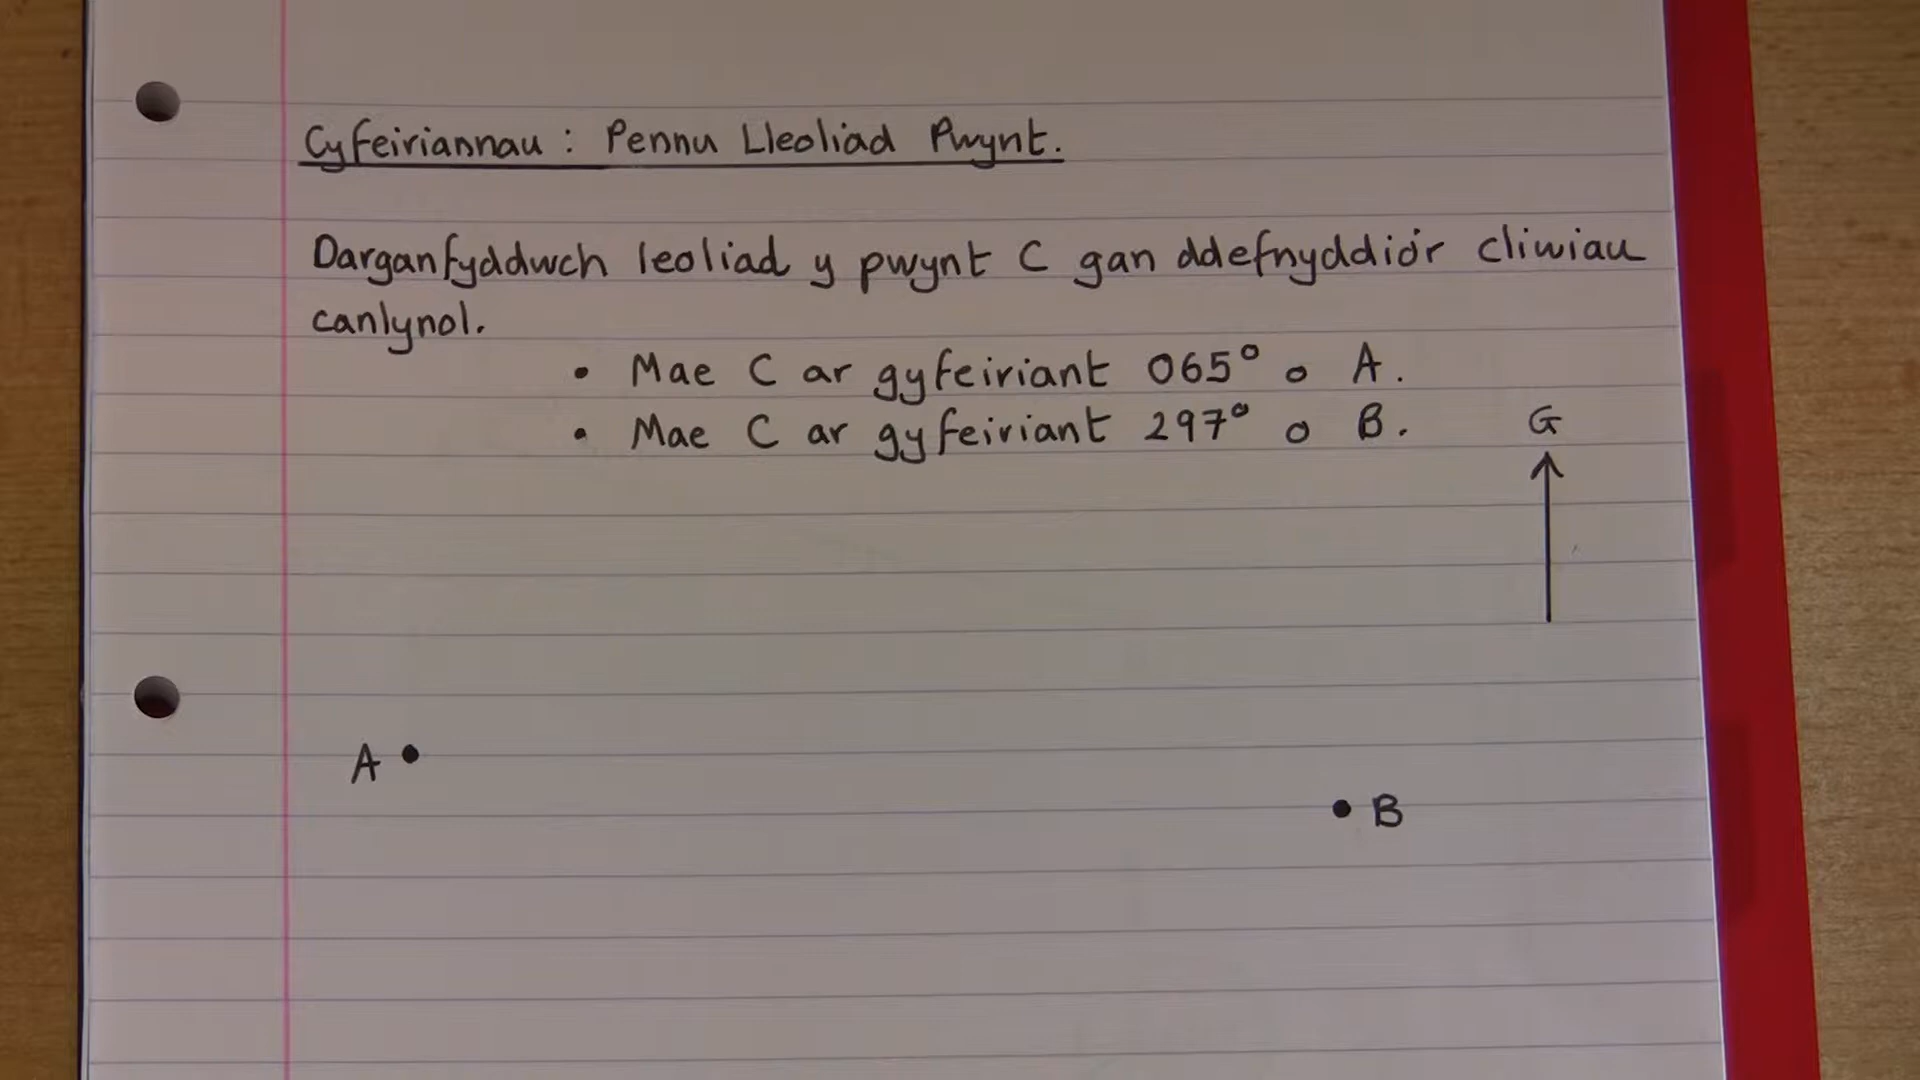 Cyfeiriannau : Pennu Lleoliad Pwynt.
Darganfyddwch leoliad y pwynt C gan ddefnyddio'r cliwiau
canlynol.
• Mae C ar gyfeiriant 065° o A.
• Mae C ar gyfeiriant 297° o B.
G
A •
• B